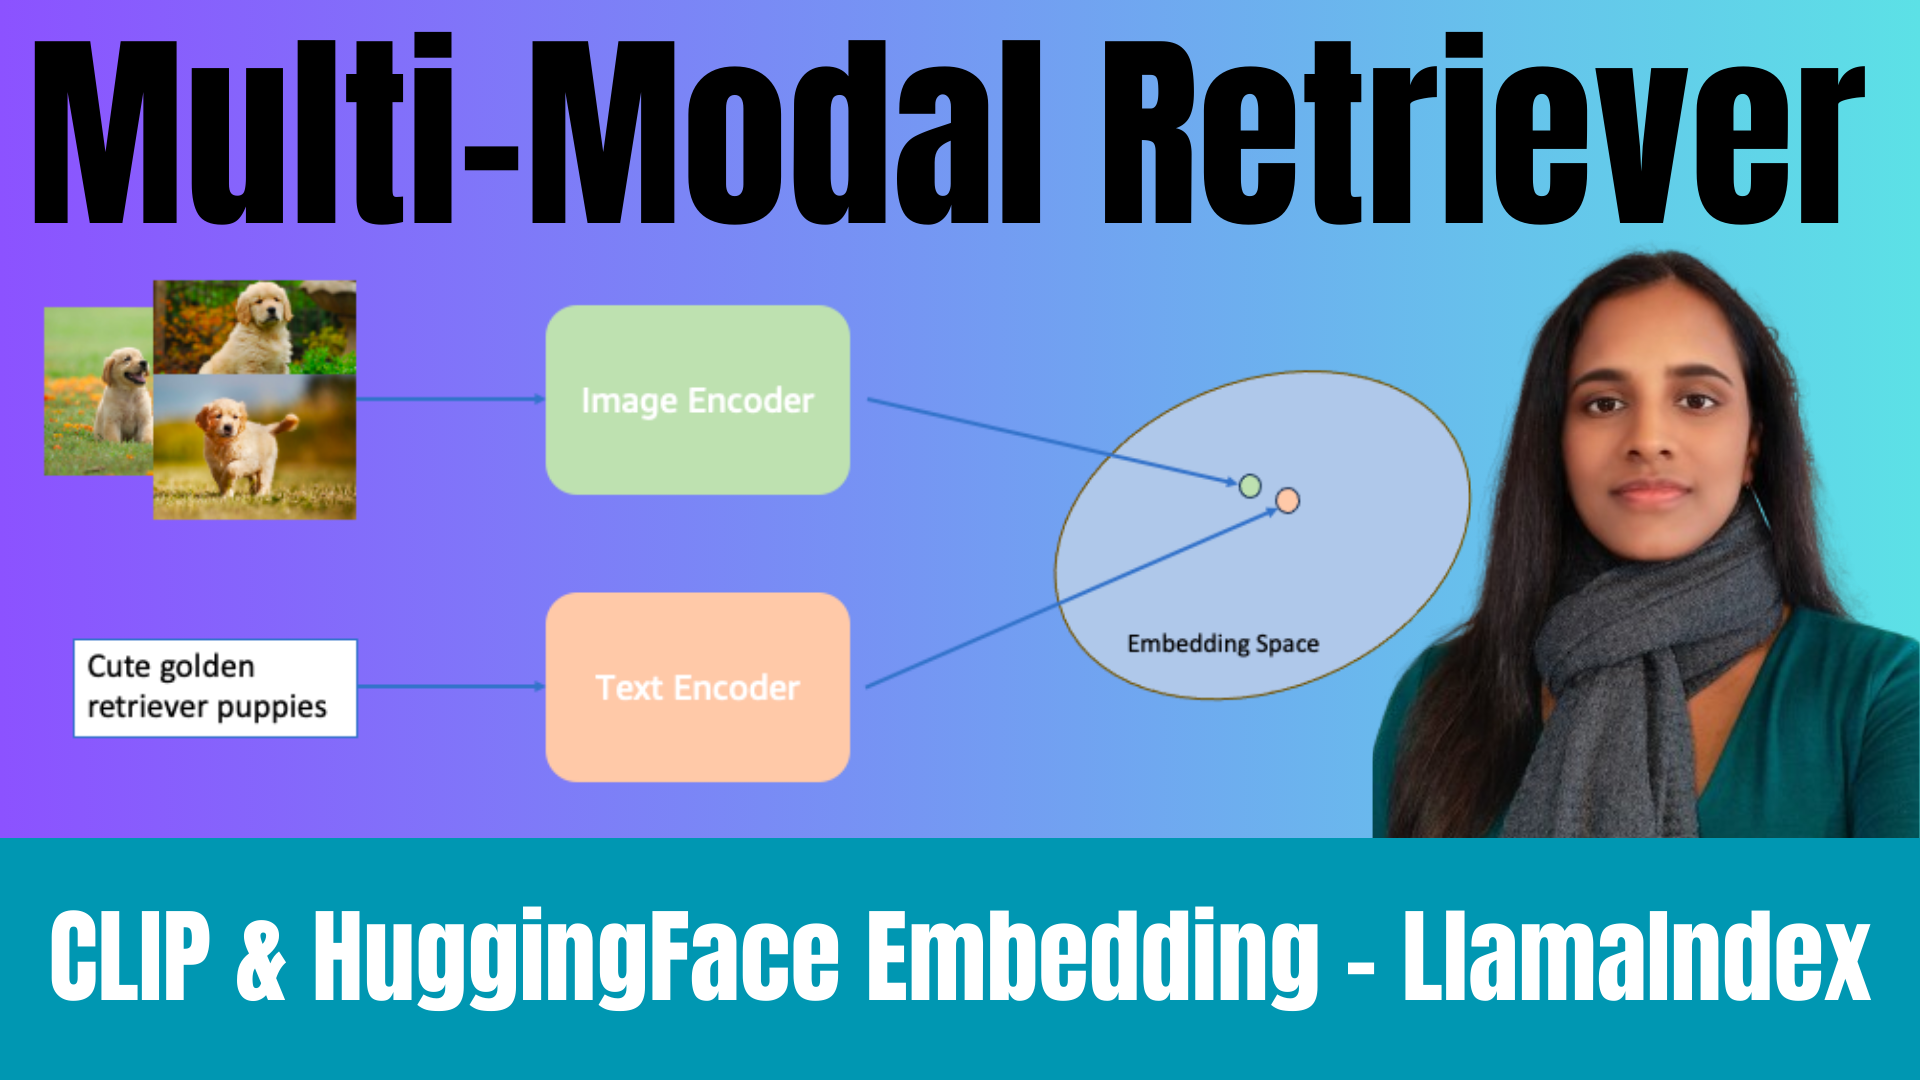 Multi-Modal Retriever
Image Encoder
Cute golden
retriever puppies
Text Encoder
Embedding Space
CLIP & HuggingFace Embedding - LlamaIndex